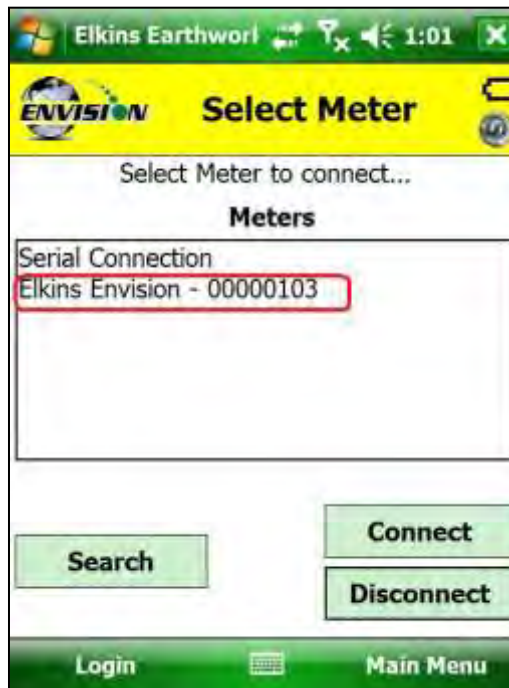 Elkins Earthworl 1:01
ENVISION Select Meter
Select Meter to connect...
Meters
Serial Connection
Elkins Envision - 00000103
Connect
Search
Disconnect
Login Main Menu